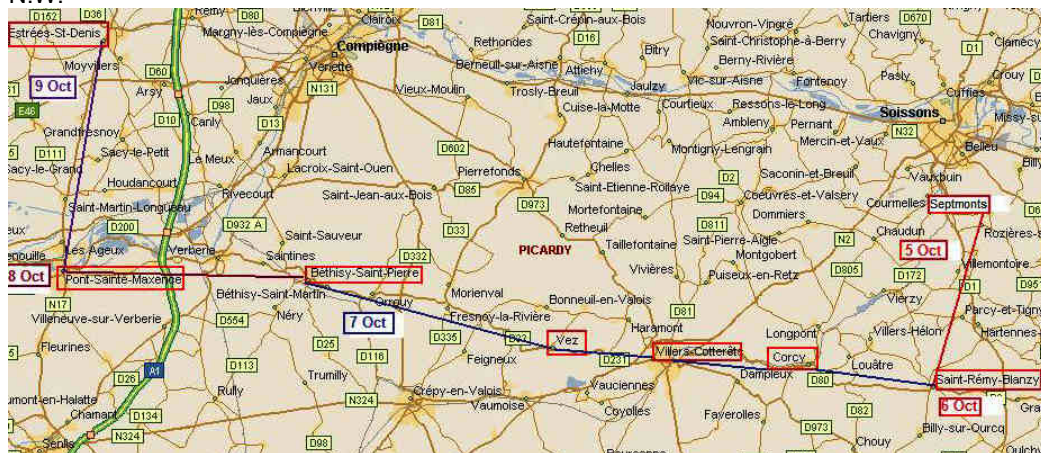 N.W.
D152 D36 Remy D80 Bienville Clairoix D81 Saint-Crépin-aux-Bois Nouvron-Vingré Tartiers D670
Estrées-St-Denis Margny-lès-Compiègne D16 Saint-Christophe-à-Berry Chavigny D1 Clamecy
Compiègne Rethondes Bitry Berny-Rivière
Moyvillers Venette Berneuil-sur-Aisne Attichy Pasly Crouy
D60 Jonquières Trosly-Breuil Jaulzy Vic-sur-Aisne Fontenoy
9 Oct Arsy N131 Vieux-Moulin Cuffies
E46 D98 Jaux Cuise-la-Motte Courtieux Ressons-le-Long Soissons Missy-su
D10 Canly D13 Ambleny Pernant N32
Grandfresnoy Hautefontaine Mercin-et-Vaux Belleu
D111 Sacy-le-Petit Armancourt D602 Montigny-Lengrain
Sacy-le-Grand Le Meux Lacroix-Saint-Ouen Pierrefonds Chelles D2 Saconin-et-Breuil Vauxbuin
Houdancourt Rivecourt Saint-Jean-aux-Bois D85 Saint-Etienne-Roilaye D94 Coeuvres-et-Valsery
Saint-Martin-Longueau D973 Mortefontaine Dommiers Courmelles Septmonts
D200 D932 A D33 Retheuil D811 Chaudun Rozières-s
Les Ageux Verberie Saint-Sauveur D332 PICARDY Taillefontaine Saint-Pierre-Aigle N2 5 Oct
Saintines Montgobert Villemontoire
8 Oct Pont-Sainte-Maxence Béthisy-Saint-Pierre Vivières Puiseux-en-Retz D805 D172 D1 D951
N17 Béthisy-Saint-Martin Orrouy Morienval Bonneuil-en-Valois Vierzy Parcy-et-Tigny
Villeneuve-sur-Verberie D554 Néry 7 Oct Fresnoy-la-Rivière D81 Longpont Villers-Hélon Hartennes-
Fleurines D25 D335 D33 Vez Haramont
D116 Feigneux D231 Villers-Cotterêts Corcy Louâtre
A1 D113 Trumilly Dampleux D80 Saint-Rémy-Blanzy
D26 Rully N324 Crépy-en-Valois Vauciennes
umont-en-Halatte Vaumoise Coyolles Faverolles D82 6 Oct
Chamant D134 D973 Billy-sur-Ourcq
Senlis N324 D98 Chouy Oulchy